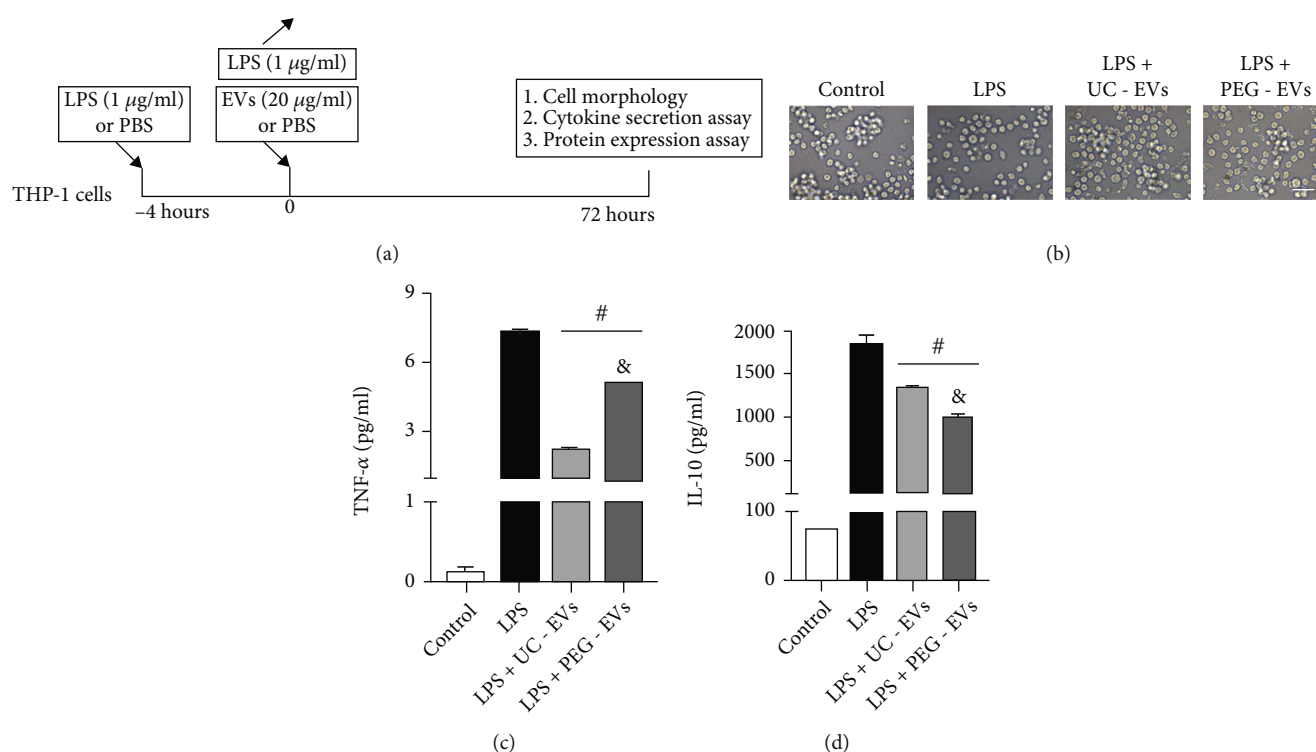 LPS (1 μg/ml)
LPS (1 μg/ml)
or PBS
EVs (20 μg/ml)
or PBS
1. Cell morphology
2. Cytokine secretion assay
3. Protein expression assay
THP-1 cells
–4 hours
0
72 hours
(a)
Control
LPS
LPS +
UC - EVs
LPS +
PEG - EVs
(b)
TNF-α (pg/ml)
9
6
3
1
0
#
&
Control
LPS
LPS + UC - EVs
LPS + PEG - EVs
(c)
IL-10 (pg/ml)
2000
1500
1000
500
100
0
#
&
Control
LPS
LPS + UC - EVs
LPS + PEG - EVs
(d)